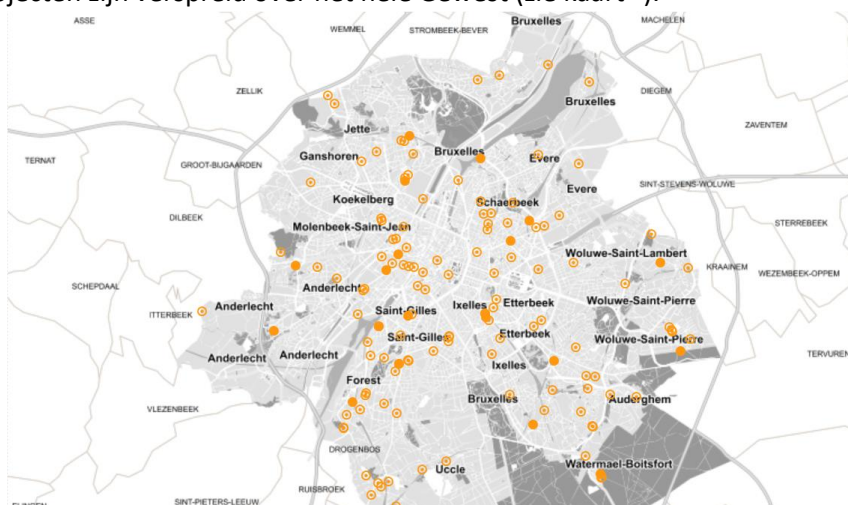 jecten zijn verspreid over het hele Gewest (zie kaart
Bruxelles
ASSE
MACHELEN
WEMMEL
STROMBEEK-BEVER
ZELLIK
DIEGEM
Bruxelles
Jette
ZAVENTEM
Ganshoren
Bruxelles
Evere
TERNAT
GROOT-BIJGAARDEN
Evere
SINT-STEVENS-WOLUWE
Koekelberg
Schaerbeek
DILBEEK
Molenbeek-Saint-Jean
STERREBEEK
Woluwe-Saint-Lambert
KRAAINEM
WEZEMBEEK-OPPEM
SCHEPDAAL
Anderlecht
Woluwe-Saint-Pierre
Anderlecht
Ixelles
Etterbeek
ITTERBEEK
Saint-Gilles
Saint-Gilles
Etterbeek
Woluwe-Saint-Pierre
Anderlecht
Anderlecht
TERVUREN
Ixelles
Forest
Bruxelles
Auderghem
VLEZENBEEK
DROGENBOS
Uccle
Watermael-Boitsfort
RUISBROEK
SINT-PIETERS-LEEUW